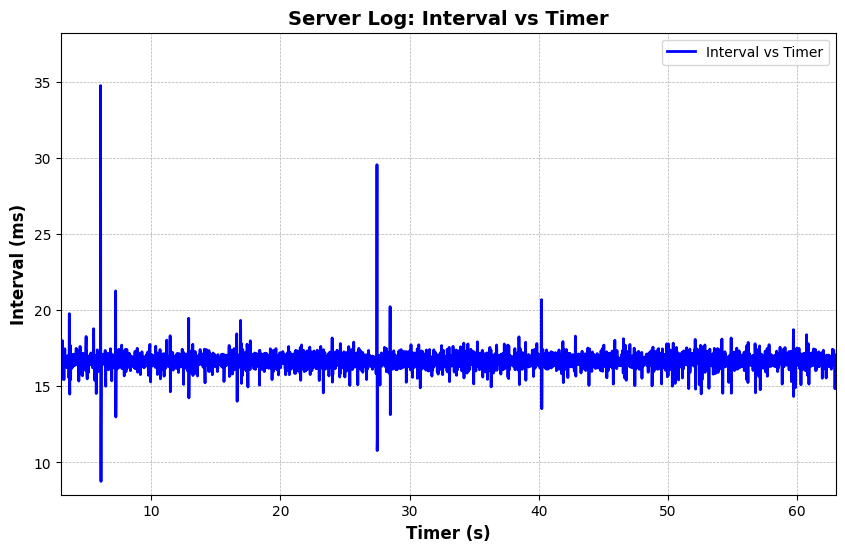 Server Log: Interval vs Timer
Interval vs Timer
35
30
25
20
15
10
Interval (ms)
10 20 30 40 50 60
Timer (s)